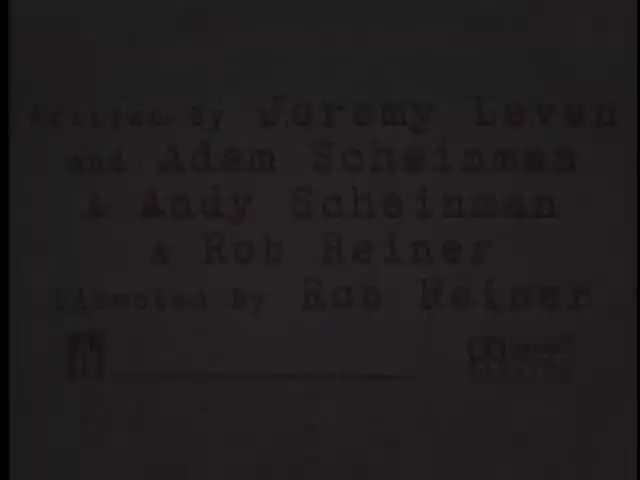 Written by Jeremy Leven
and Adam Scheinman
& Andy Scheinman
& Rob Reiner
Directed by Rob Reiner